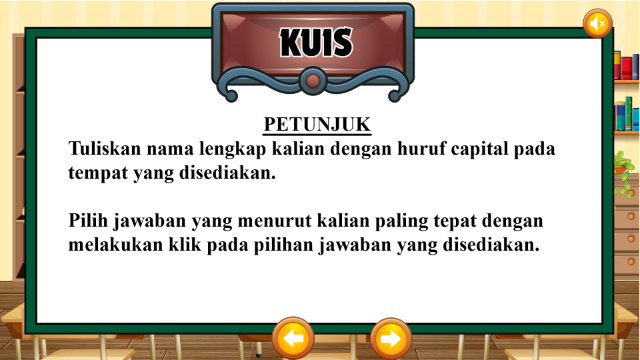 KUIS
PETUNJUK
Tuliskan nama lengkap kalian dengan huruf capital pada
tempat yang disediakan.
Pilih jawaban yang menurut kalian paling tepat dengan
melakukan klik pada pilihan jawaban yang disediakan.